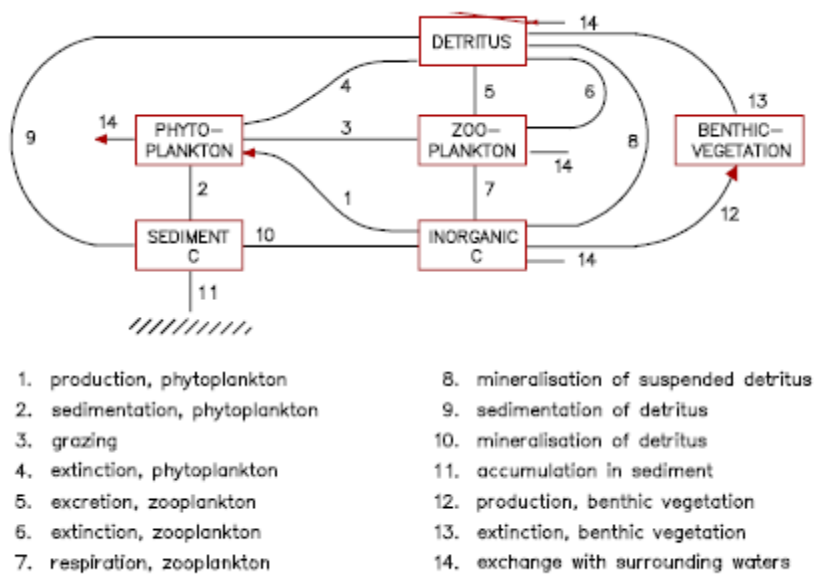 DETRITUS
14
4
5
6
13
9
14
PHYTO-
PLANKTON
3
ZOO-
PLANKTON
14
8
BENTHIC-
VEGETATION
2
1
7
12
SEDIMENT
C
10
INORGANIC
C
14
11
1. production, phytoplankton
2. sedimentation, phytoplankton
3. grazing
4. extinction, phytoplankton
5. excretion, zooplankton
6. extinction, zooplankton
7. respiration, zooplankton
8. mineralisation of suspended detritus
9. sedimentation of detritus
10. mineralisation of detritus
11. accumulation in sediment
12. production, benthic vegetation
13. extinction, benthic vegetation
14. exchange with surrounding waters